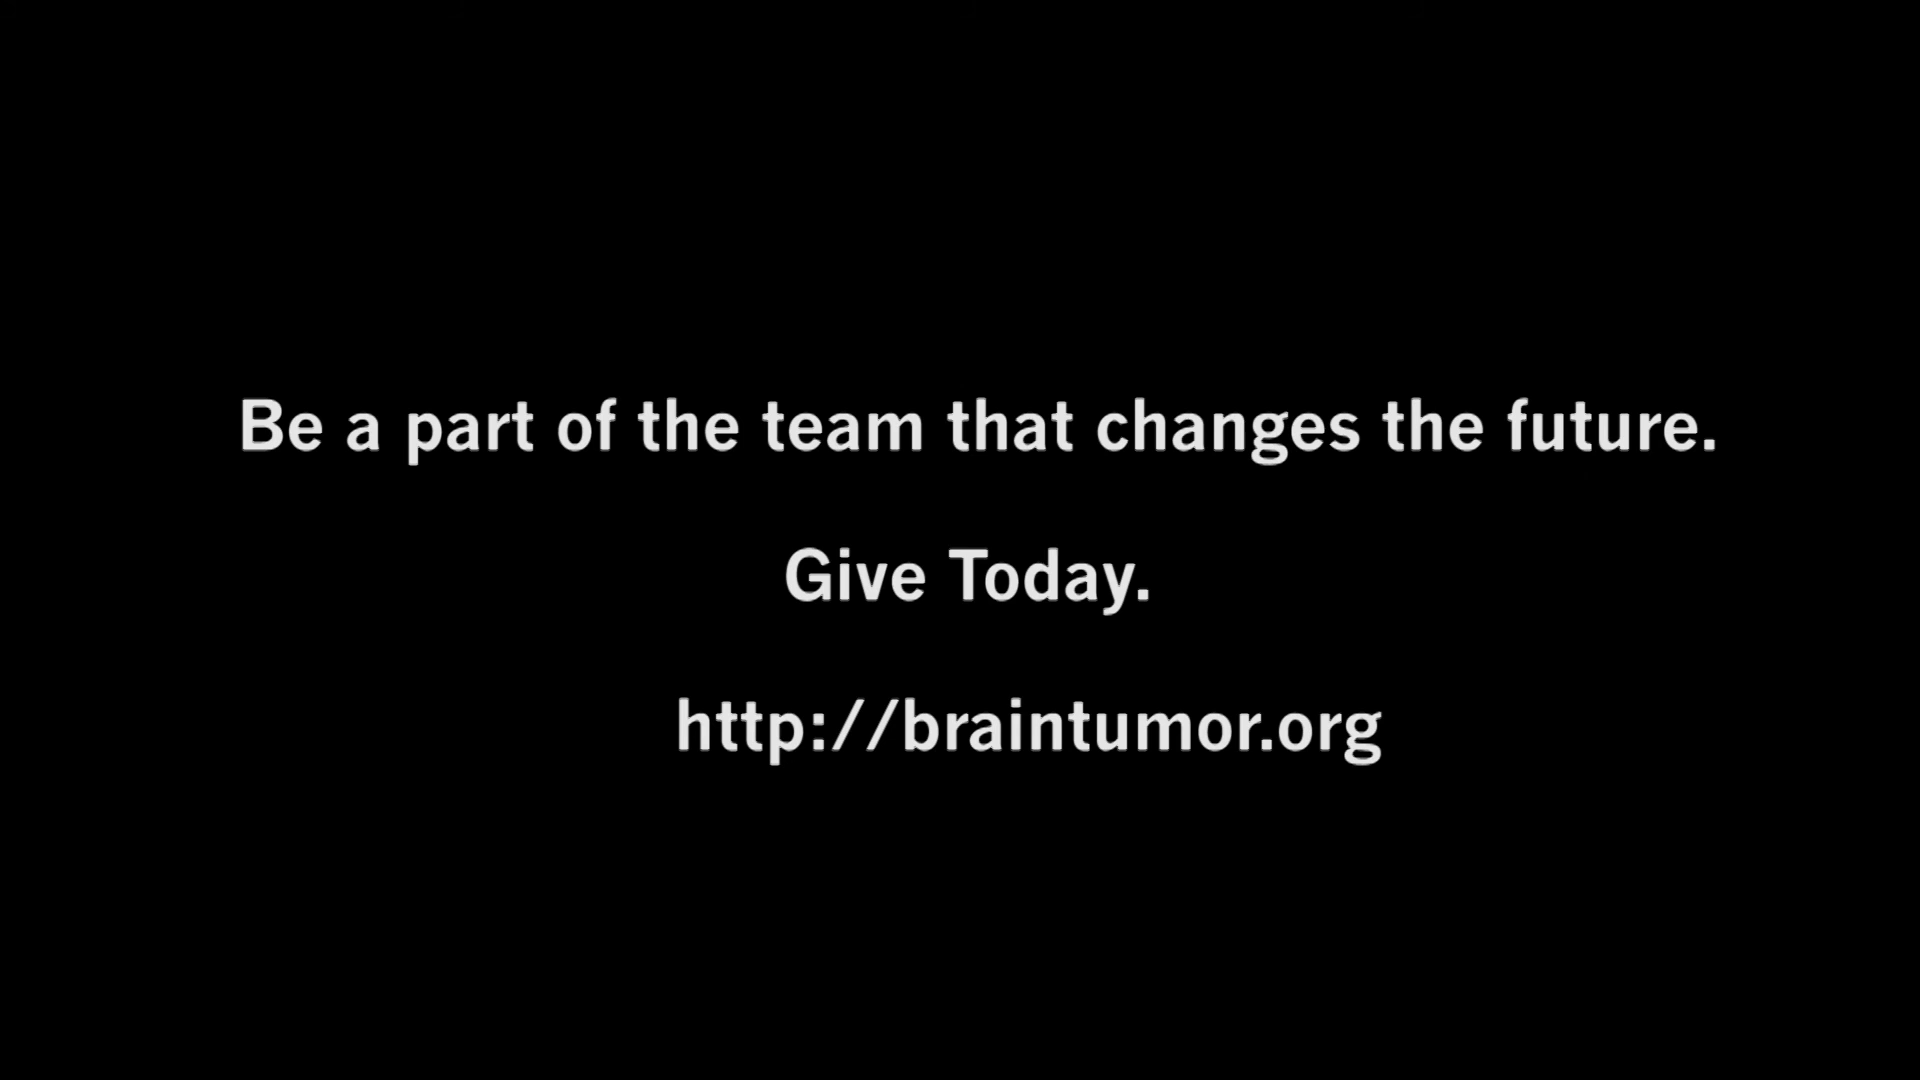 Be a part of the team that changes the future.
Give Today.
http://braintumor.org